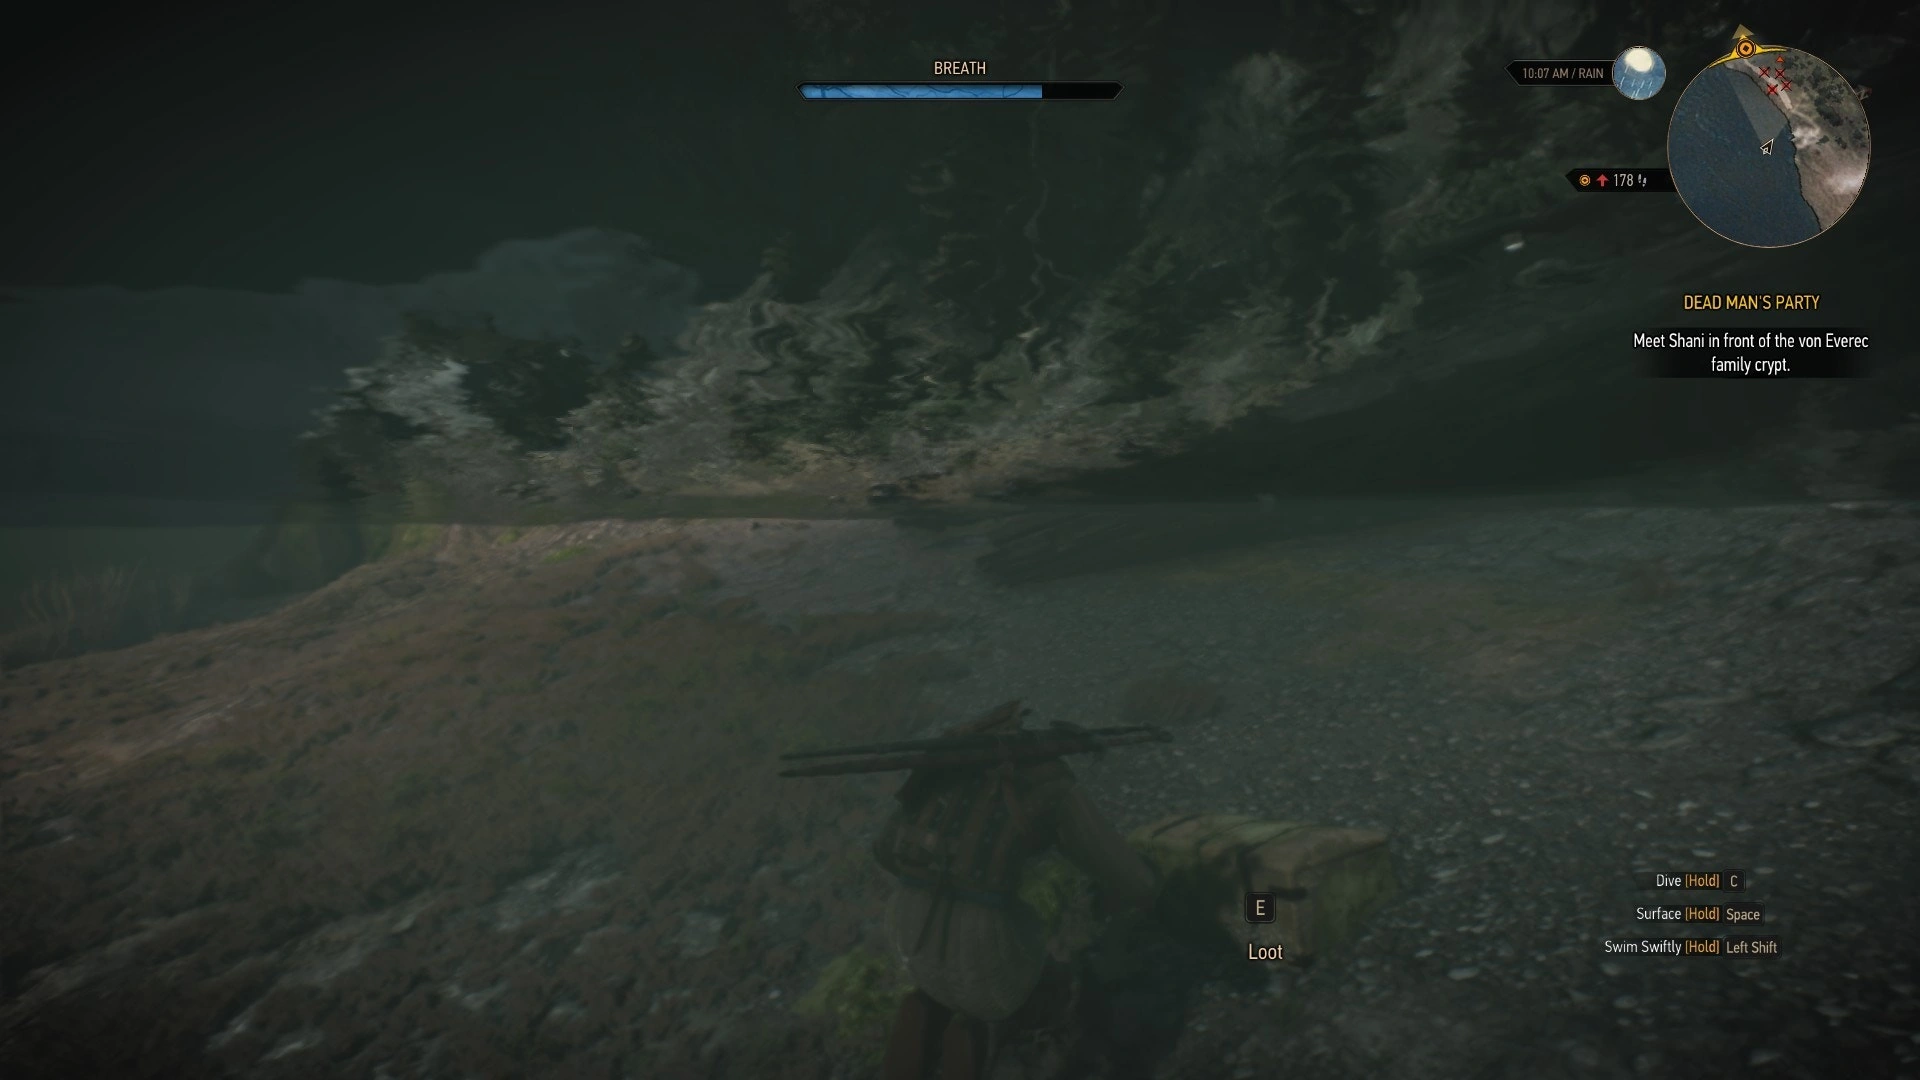 BREATH
10:07 AM / RAIN
178
DEAD MAN'S PARTY
Meet Shani in front of the von Everec
family crypt.
Dive [Hold] C
Surface [Hold] Space
Swim Swiftly [Hold] Left Shift
E
Loot